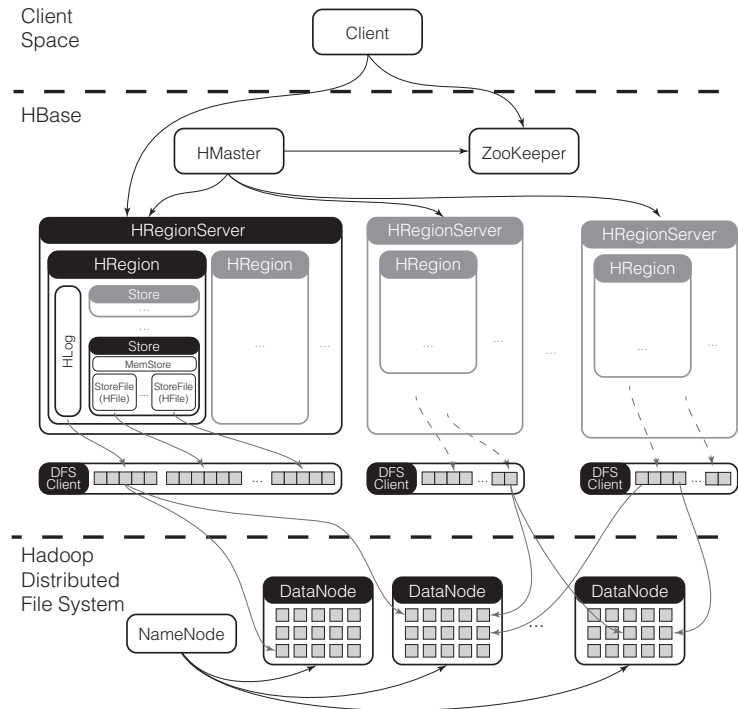 Client
Space
Client
HBase
HMaster
ZooKeeper
HRegionServer
HRegion
HRegion
HLog
Store
...
...
Store
MemStore
StoreFile
(HFile)
...
StoreFile
(HFile)
...
...
HRegionServer
HRegion
...
...
...
HRegionServer
HRegion
...
...
DFS
Client
...
DFS
Client
...
DFS
Client
...
Hadoop
Distributed
File System
NameNode
DataNode
DataNode
...
DataNode